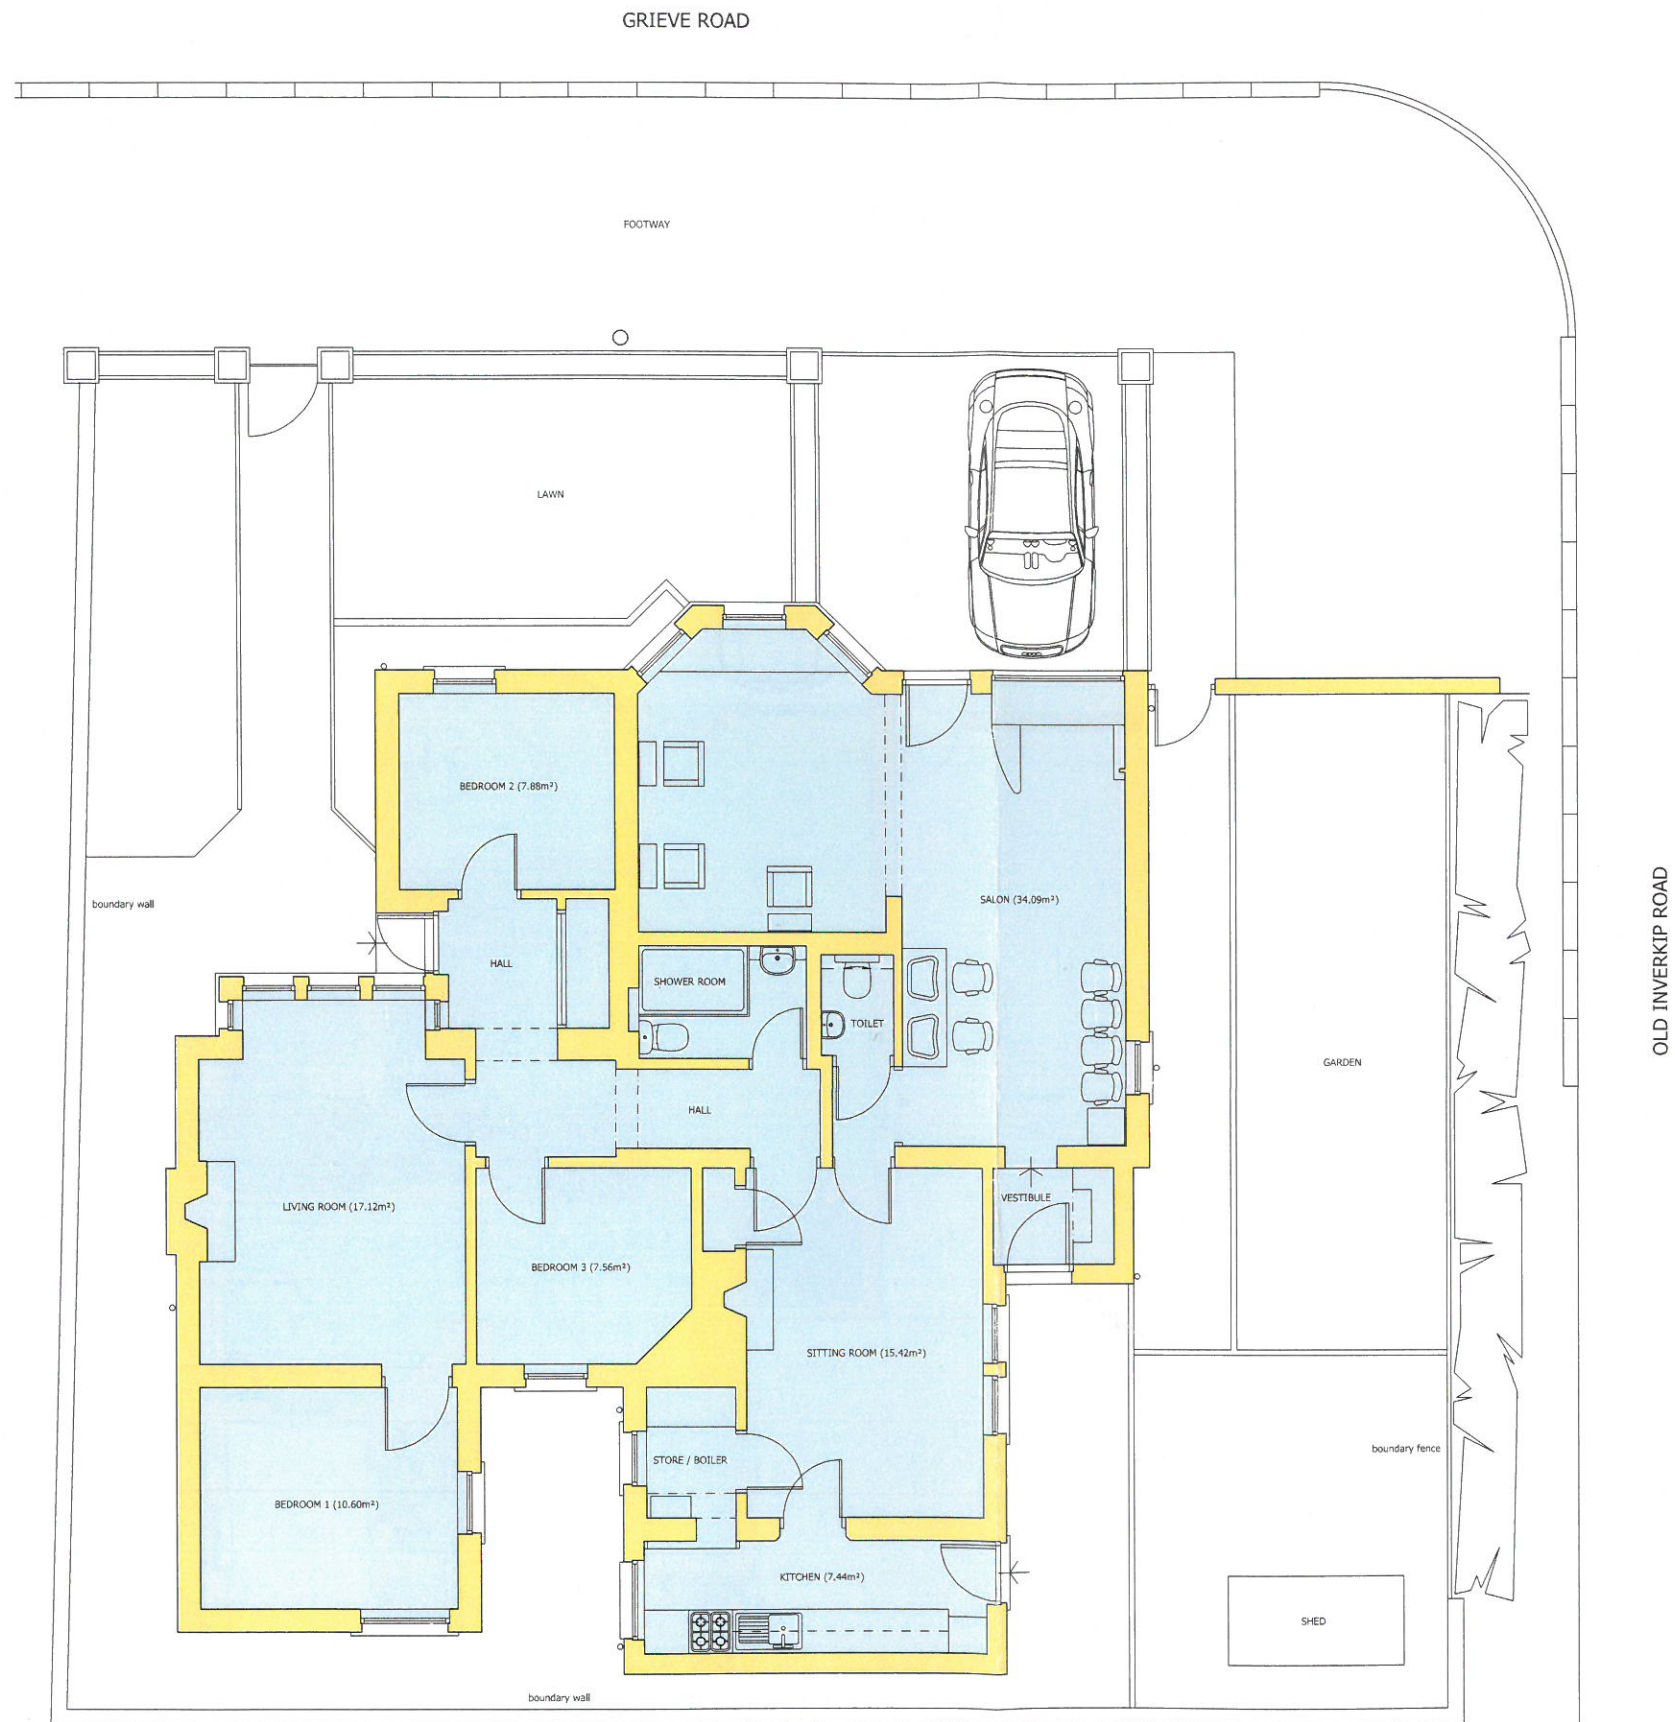 GRIEVE ROAD
FOOTWAY
LAWN
BEDROOM 2 (7.88m²)
SALON (34.09m²)
boundary wall
OLD INVERKIP ROAD
HALL
SHOWER ROOM
TOILET
GARDEN
HALL
VESTIBULE
LIVING ROOM (17.12m²)
BEDROOM 3 (7.56m²)
SITTING ROOM (15.42m²)
boundary fence
STORE / BOILER
BEDROOM 1 (10.60m²)
KITCHEN (7.44m²)
SHED
boundary wall